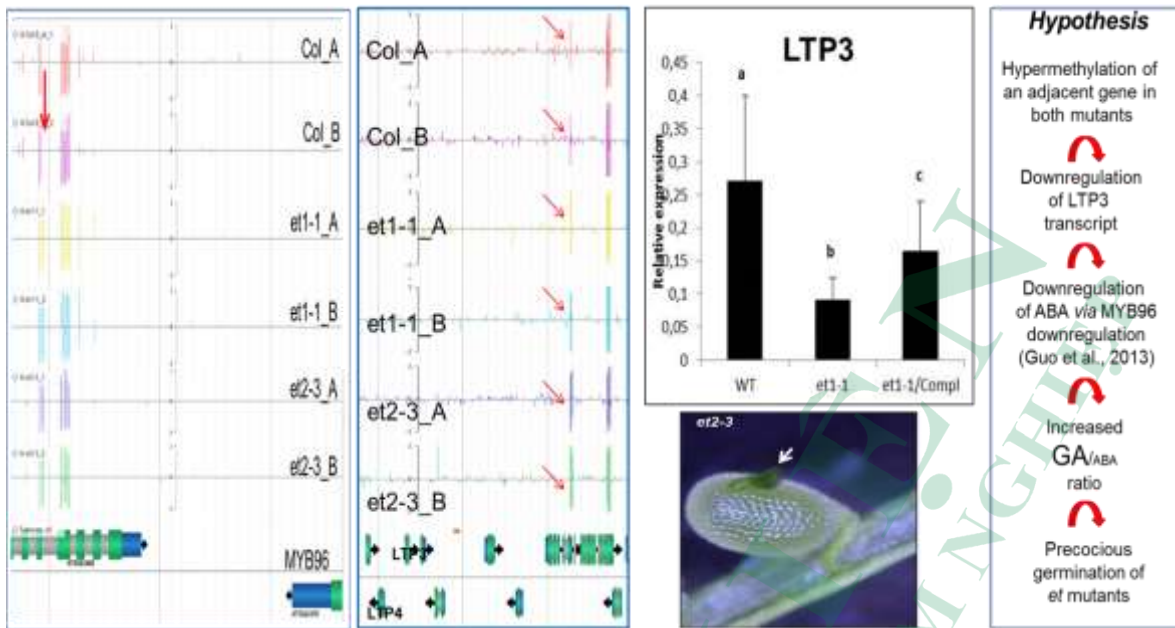 Col_A
Col_B
et1-1_A
et1-1_B
et2-3_A
et2-3_B
MYB96
Col_A
Col_B
et1-1_A
et1-1_B
et2-3_A
et2-3_B
LTP3
LTP4
LTP3
Relative expression
0,45
0,4
0,35
0,3
0,25
0,2
0,15
0,1
0,05
0
a
b
c
WT
et1-1
et1-1/Compl
et2-3
Hypothesis
Hypermethylation of
an adjacent gene in
both mutants
Downregulation
of LTP3
transcript
Downregulation
of ABA via MYB96
downregulation
(Guo et al., 2013)
Increased
GA/ABA
ratio
Precocious
germination of
et mutants